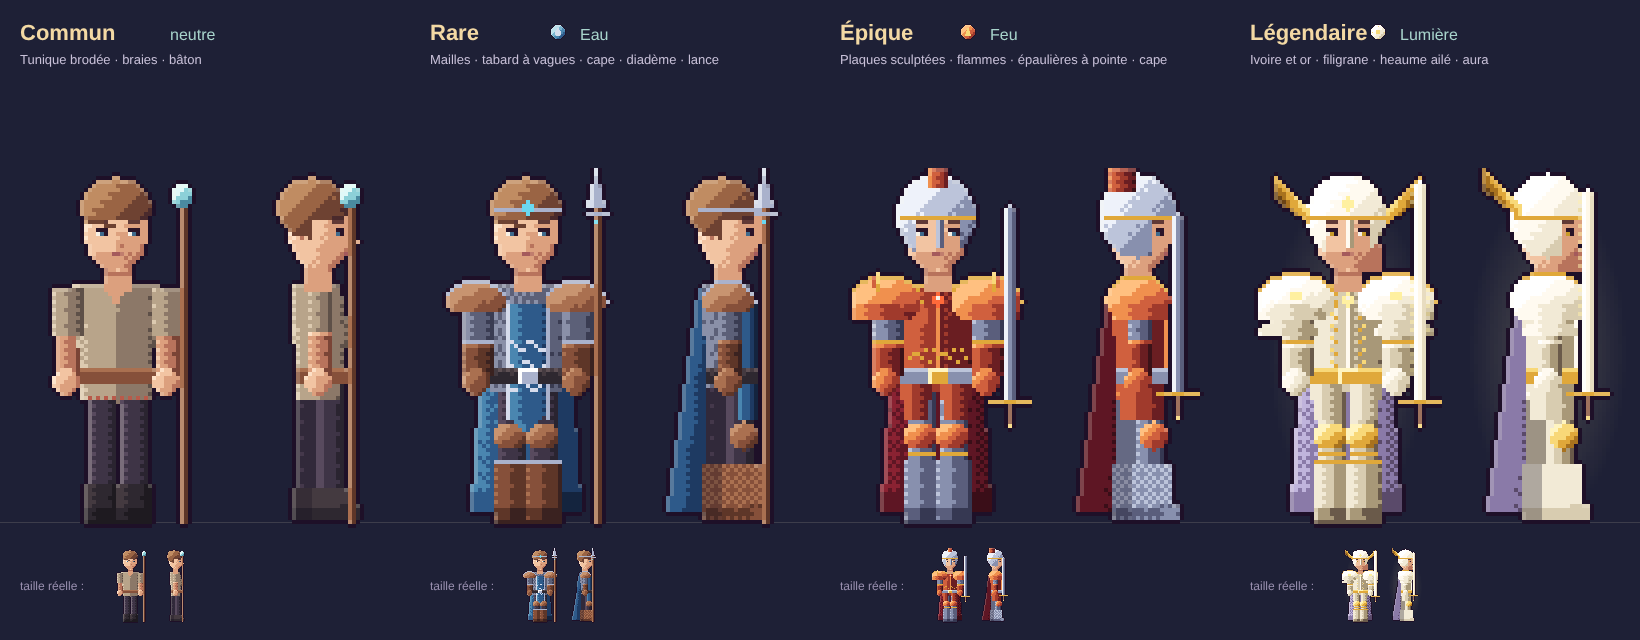 Commun neutre
Tunique brodée · braies · bâton
Rare Eau
Mailles · tabard à vagues · cape · diadème · lance
Épique Feu
Plaques sculptées · flammes · épaulières à pointe · cape
Légendaire Lumière
Ivoire et or · filigrane · heaume ailé · aura
taille réelle :
taille réelle :
taille réelle :
taille réelle :